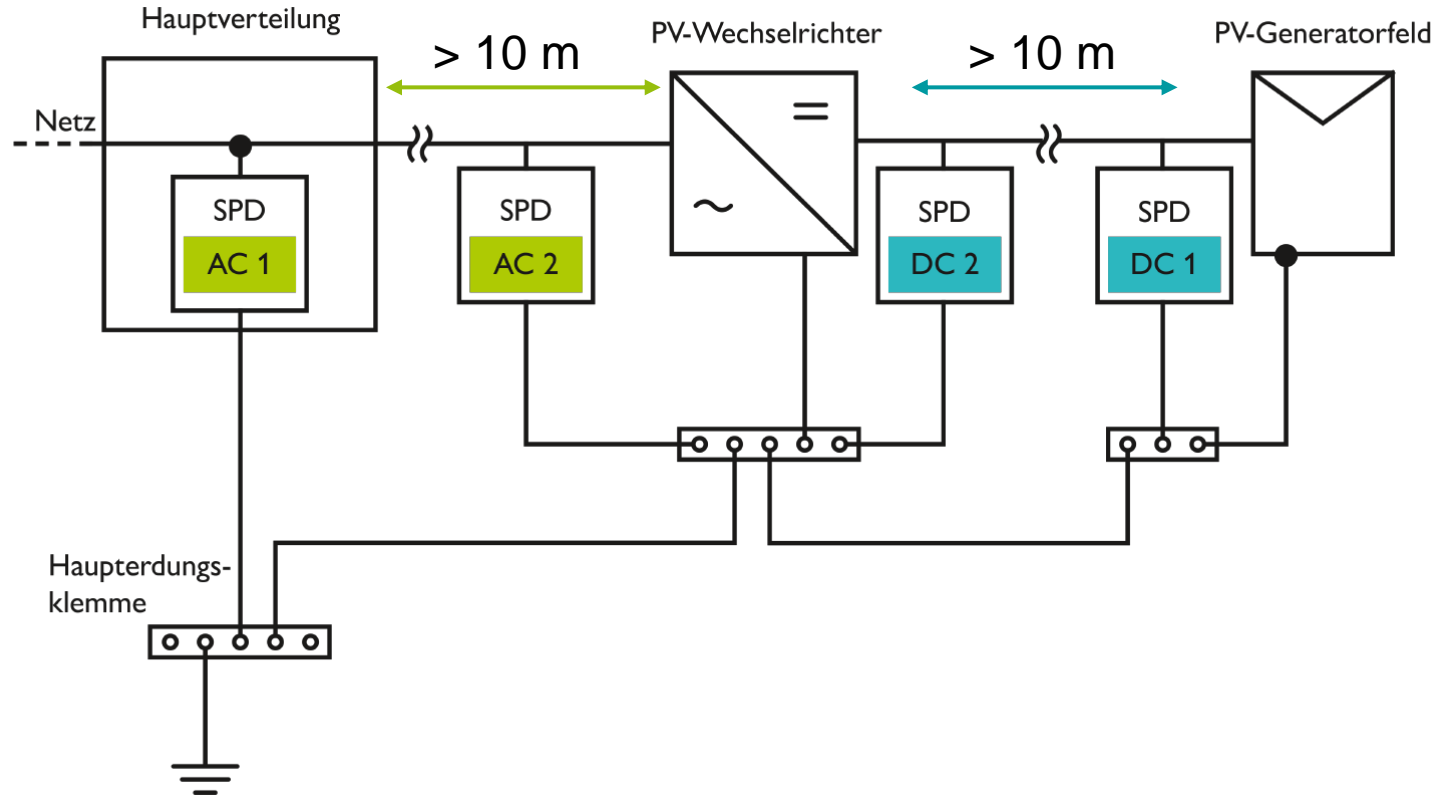 Hauptverteilung
> 10 m
PV-Wechselrichter
> 10 m
PV-Generatorfeld
Netz
SPD
AC 1
SPD
AC 2
SPD
DC 2
SPD
DC 1
Haupterdungs-
klemme